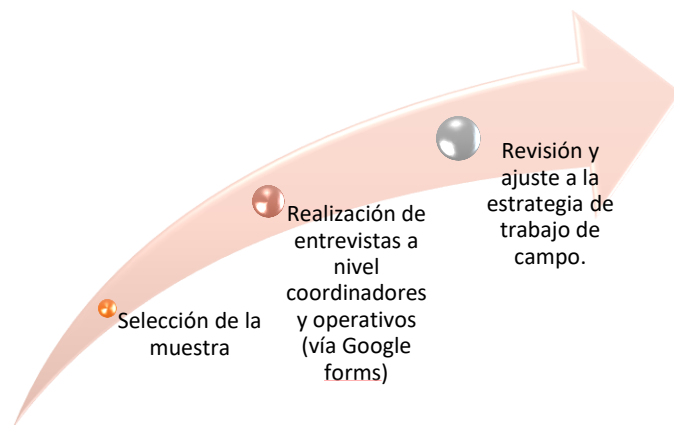 Selección de la
muestra
Realización de
entrevistas a
nivel
coordinadores
y operativos
(vía Google
forms)
Revisión y
ajuste a la
estrategia de
trabajo de
campo.